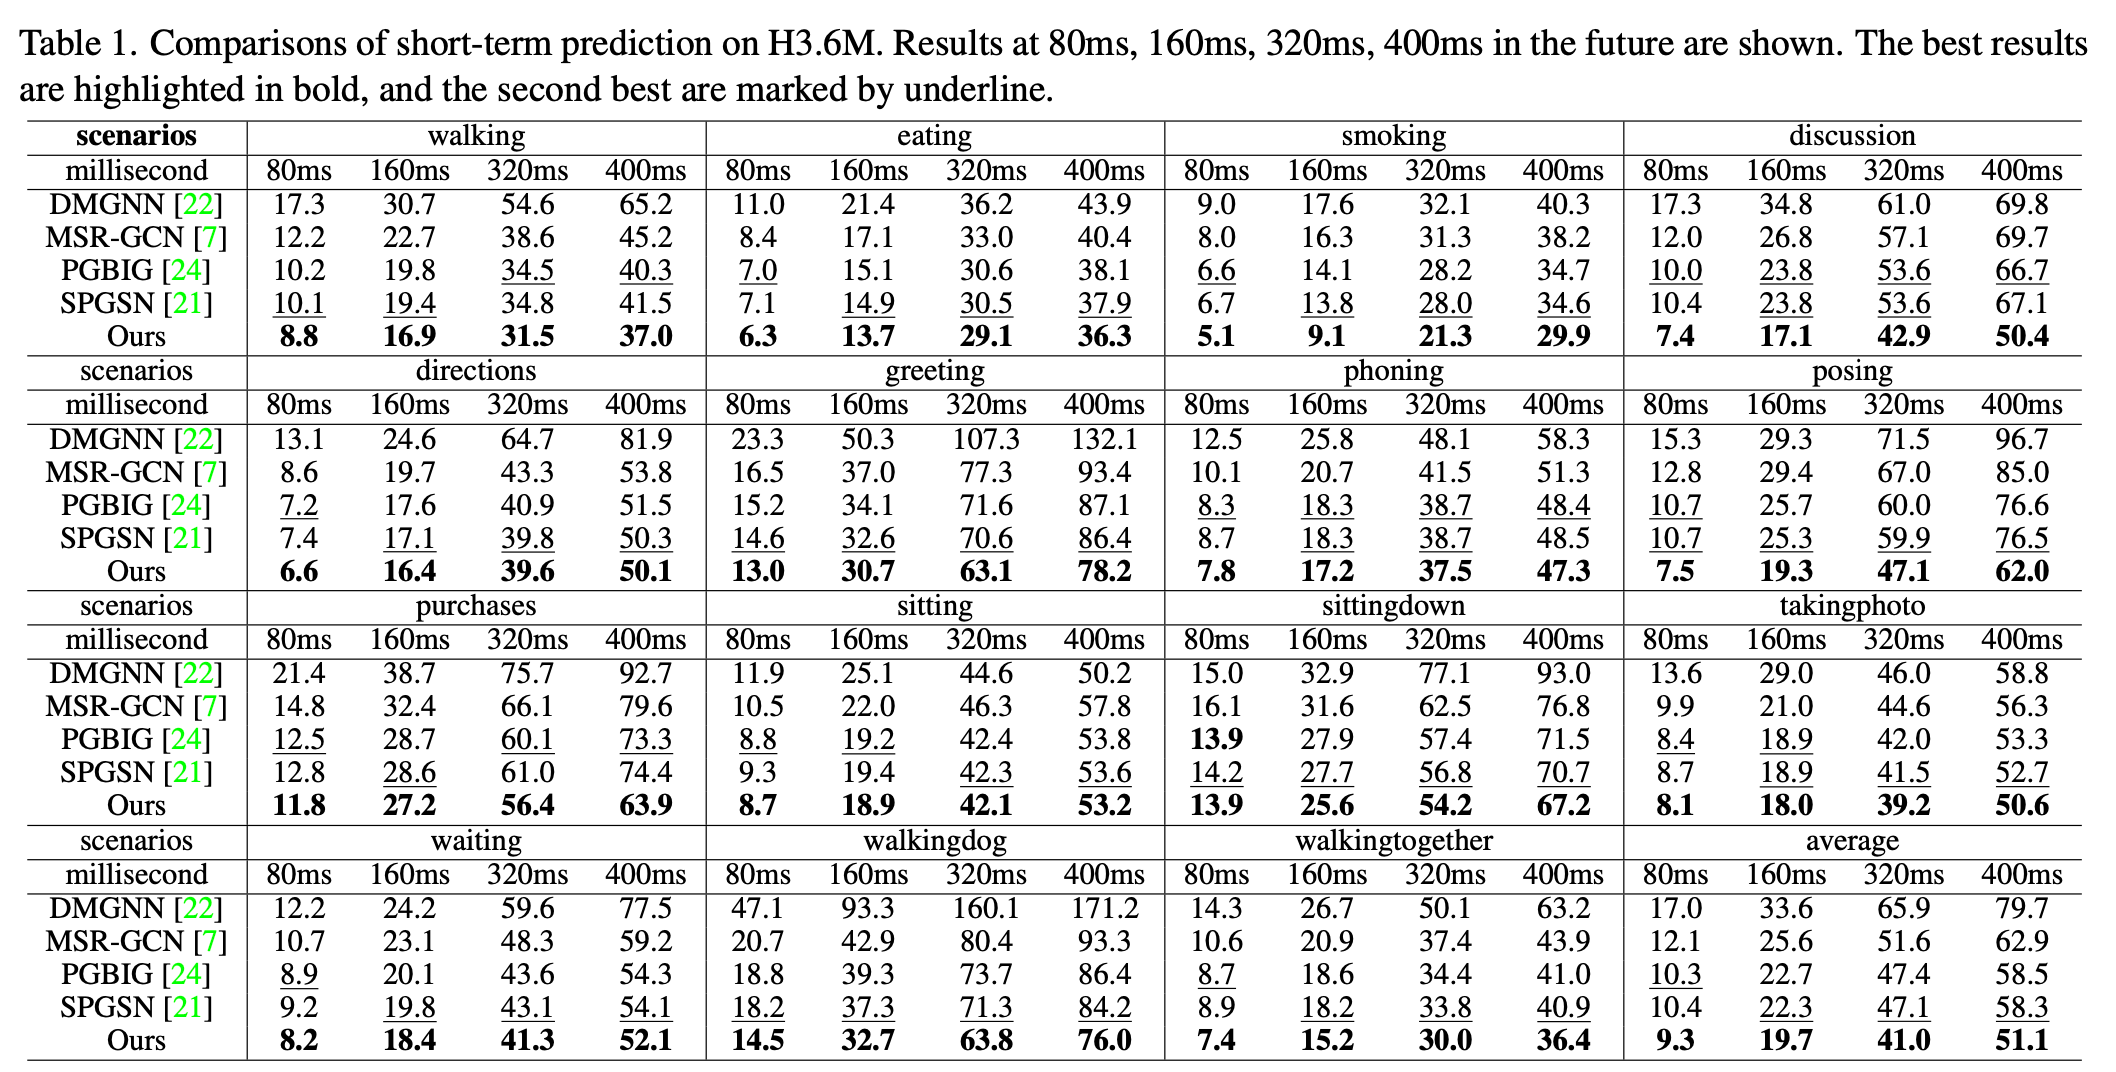 Table 1. Comparisons of short-term prediction on H3.6M. Results at 80ms, 160ms, 320ms, 400ms in the future are shown. The best results
are highlighted in bold, and the second best are marked by underline.
scenarios walking eating smoking discussion
millisecond 80ms 160ms 320ms 400ms 80ms 160ms 320ms 400ms 80ms 160ms 320ms 400ms 80ms 160ms 320ms 400ms
DMGNN [22] 17.3 30.7 54.6 65.2 11.0 21.4 36.2 43.9 9.0 17.6 32.1 40.3 17.3 34.8 61.0 69.8
MSR-GCN [7] 12.2 22.7 38.6 45.2 8.4 17.1 33.0 40.4 8.0 16.3 31.3 38.2 12.0 26.8 57.1 69.7
PGBIG [24] 10.2 19.8 34.5 40.3 7.0 15.1 30.6 38.1 6.6 14.1 28.2 34.7 10.0 23.8 53.6 66.7
SPGSN [21] 10.1 19.4 34.8 41.5 7.1 14.9 30.5 37.9 6.7 13.8 28.0 34.6 10.4 23.8 53.6 67.1
Ours 8.8 16.9 31.5 37.0 6.3 13.7 29.1 36.3 5.1 9.1 21.3 29.9 7.4 17.1 42.9 50.4
scenarios directions greeting phoning posing
millisecond 80ms 160ms 320ms 400ms 80ms 160ms 320ms 400ms 80ms 160ms 320ms 400ms 80ms 160ms 320ms 400ms
DMGNN [22] 13.1 24.6 64.7 81.9 23.3 50.3 107.3 132.1 12.5 25.8 48.1 58.3 15.3 29.3 71.5 96.7
MSR-GCN [7] 8.6 19.7 43.3 53.8 16.5 37.0 77.3 93.4 10.1 20.7 41.5 51.3 12.8 29.4 67.0 85.0
PGBIG [24] 7.2 17.6 40.9 51.5 15.2 34.1 71.6 87.1 8.3 18.3 38.7 48.4 10.7 25.7 60.0 76.6
SPGSN [21] 7.4 17.1 39.8 50.3 14.6 32.6 70.6 86.4 8.7 18.3 38.7 48.5 10.7 25.3 59.9 76.5
Ours 6.6 16.4 39.6 50.1 13.0 30.7 63.1 78.2 7.8 17.2 37.5 47.3 7.5 19.3 47.1 62.0
scenarios purchases sitting sittingdown takingphoto
millisecond 80ms 160ms 320ms 400ms 80ms 160ms 320ms 400ms 80ms 160ms 320ms 400ms 80ms 160ms 320ms 400ms
DMGNN [22] 21.4 38.7 75.7 92.7 11.9 25.1 44.6 50.2 15.0 32.9 77.1 93.0 13.6 29.0 46.0 58.8
MSR-GCN [7] 14.8 32.4 66.1 79.6 10.5 22.0 46.3 57.8 16.1 31.6 62.5 76.8 9.9 21.0 44.6 56.3
PGBIG [24] 12.5 28.7 60.1 73.3 8.8 19.2 42.4 53.8 13.9 27.9 57.4 71.5 8.4 18.9 42.0 53.3
SPGSN [21] 12.8 28.6 61.0 74.4 9.3 19.4 42.3 53.6 14.2 27.7 56.8 70.7 8.7 18.9 41.5 52.7
Ours 11.8 27.2 56.4 63.9 8.7 18.9 42.1 53.2 13.9 25.6 54.2 67.2 8.1 18.0 39.2 50.6
scenarios waiting walkingdog walkingtogether average
millisecond 80ms 160ms 320ms 400ms 80ms 160ms 320ms 400ms 80ms 160ms 320ms 400ms 80ms 160ms 320ms 400ms
DMGNN [22] 12.2 24.2 59.6 77.5 47.1 93.3 160.1 171.2 14.3 26.7 50.1 63.2 17.0 33.6 65.9 79.7
MSR-GCN [7] 10.7 23.1 48.3 59.2 20.7 42.9 80.4 93.3 10.6 20.9 37.4 43.9 12.1 25.6 51.6 62.9
PGBIG [24] 8.9 20.1 43.6 54.3 18.8 39.3 73.7 86.4 8.7 18.6 34.4 41.0 10.3 22.7 47.4 58.5
SPGSN [21] 9.2 19.8 43.1 54.1 18.2 37.3 71.3 84.2 8.9 18.2 33.8 40.9 10.4 22.3 47.1 58.3
Ours 8.2 18.4 41.3 52.1 14.5 32.7 63.8 76.0 7.4 15.2 30.0 36.4 9.3 19.7 41.0 51.1